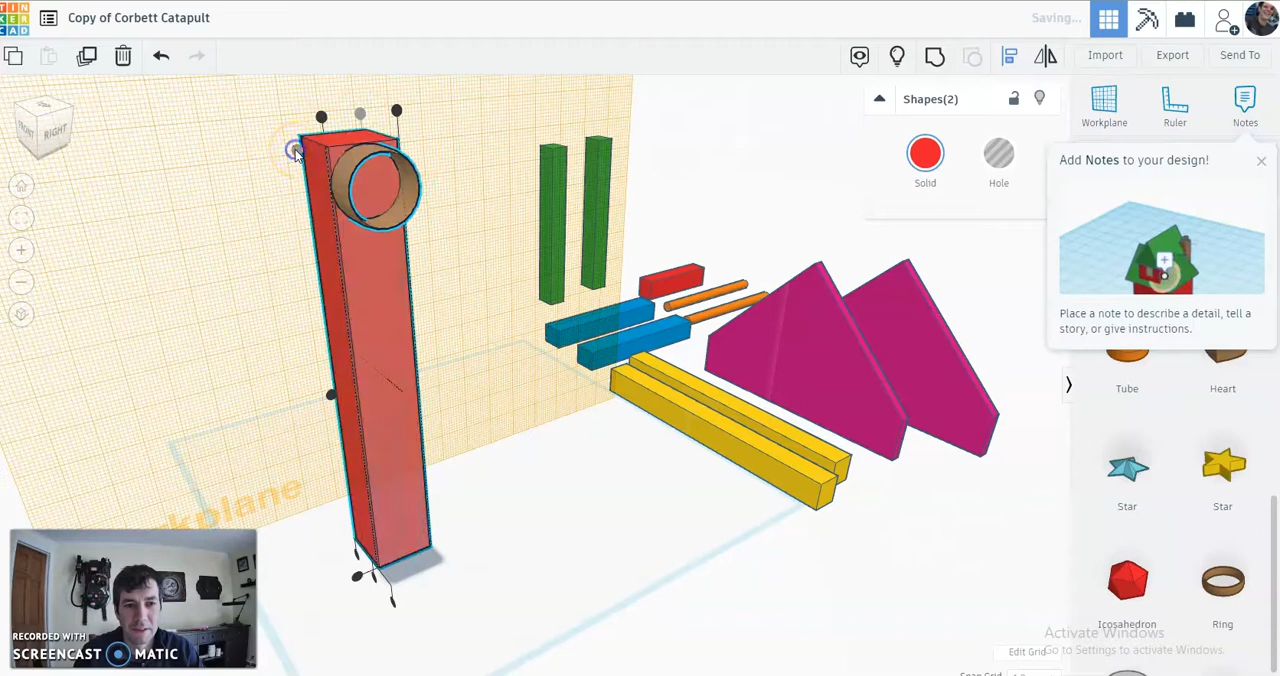 TIN
KER
CAD
Copy of Corbett Catapult
Saving...
Import
Export
Send To
FRONT
RIGHT
Shapes(2)
Solid
Hole
Workplane
Ruler
Notes
Add Notes to your design!
Place a note to describe a detail, tell a
story, or give instructions.
Tube
Heart
Star
Star
Icosahedron
Ring
rkplane
Edit Grid
Activate Windows
Go to Settings to activate Windows.
RECORDED WITH
SCREENCAST MATIC